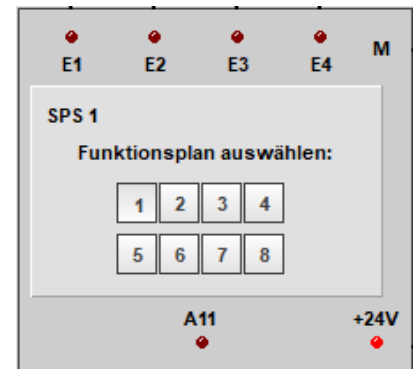 E1 E2 E3 E4 M
SPS 1
Funktionsplan auswählen:
1 2 3 4
5 6 7 8
A11 +24V